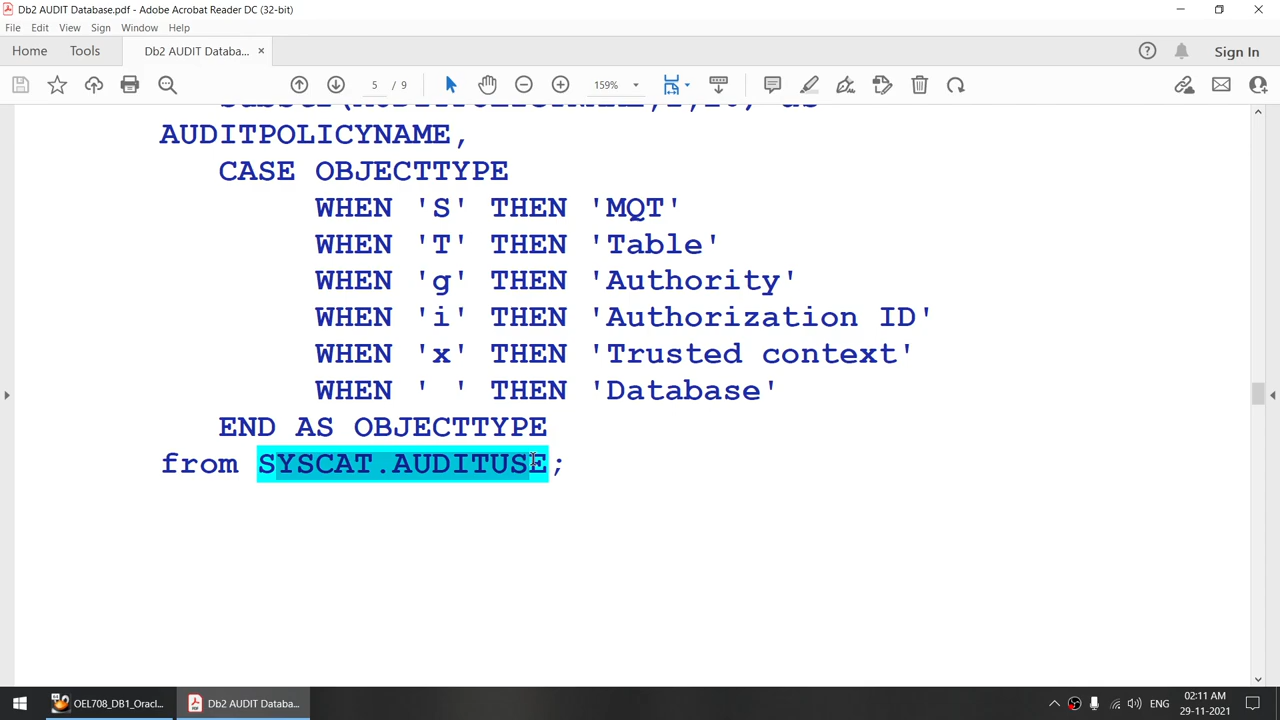 Db2 AUDIT Database.pdf - Adobe Acrobat Reader DC (32-bit)
File Edit View Sign Window Help
Home Tools Db2 AUDIT Databa... × Sign In
5 / 9 159%
AUDITPOLICYNAME,
CASE OBJECTTYPE
WHEN 'S' THEN 'MQT'
WHEN 'T' THEN 'Table'
WHEN 'g' THEN 'Authority'
WHEN 'i' THEN 'Authorization ID'
WHEN 'x' THEN 'Trusted context'
WHEN ' ' THEN 'Database'
END AS OBJECTTYPE
from SYSCAT.AUDITUSE;
OEL708_DB1_Oracl... Db2 AUDIT Databa... ENG 02:11 AM
29-11-2021